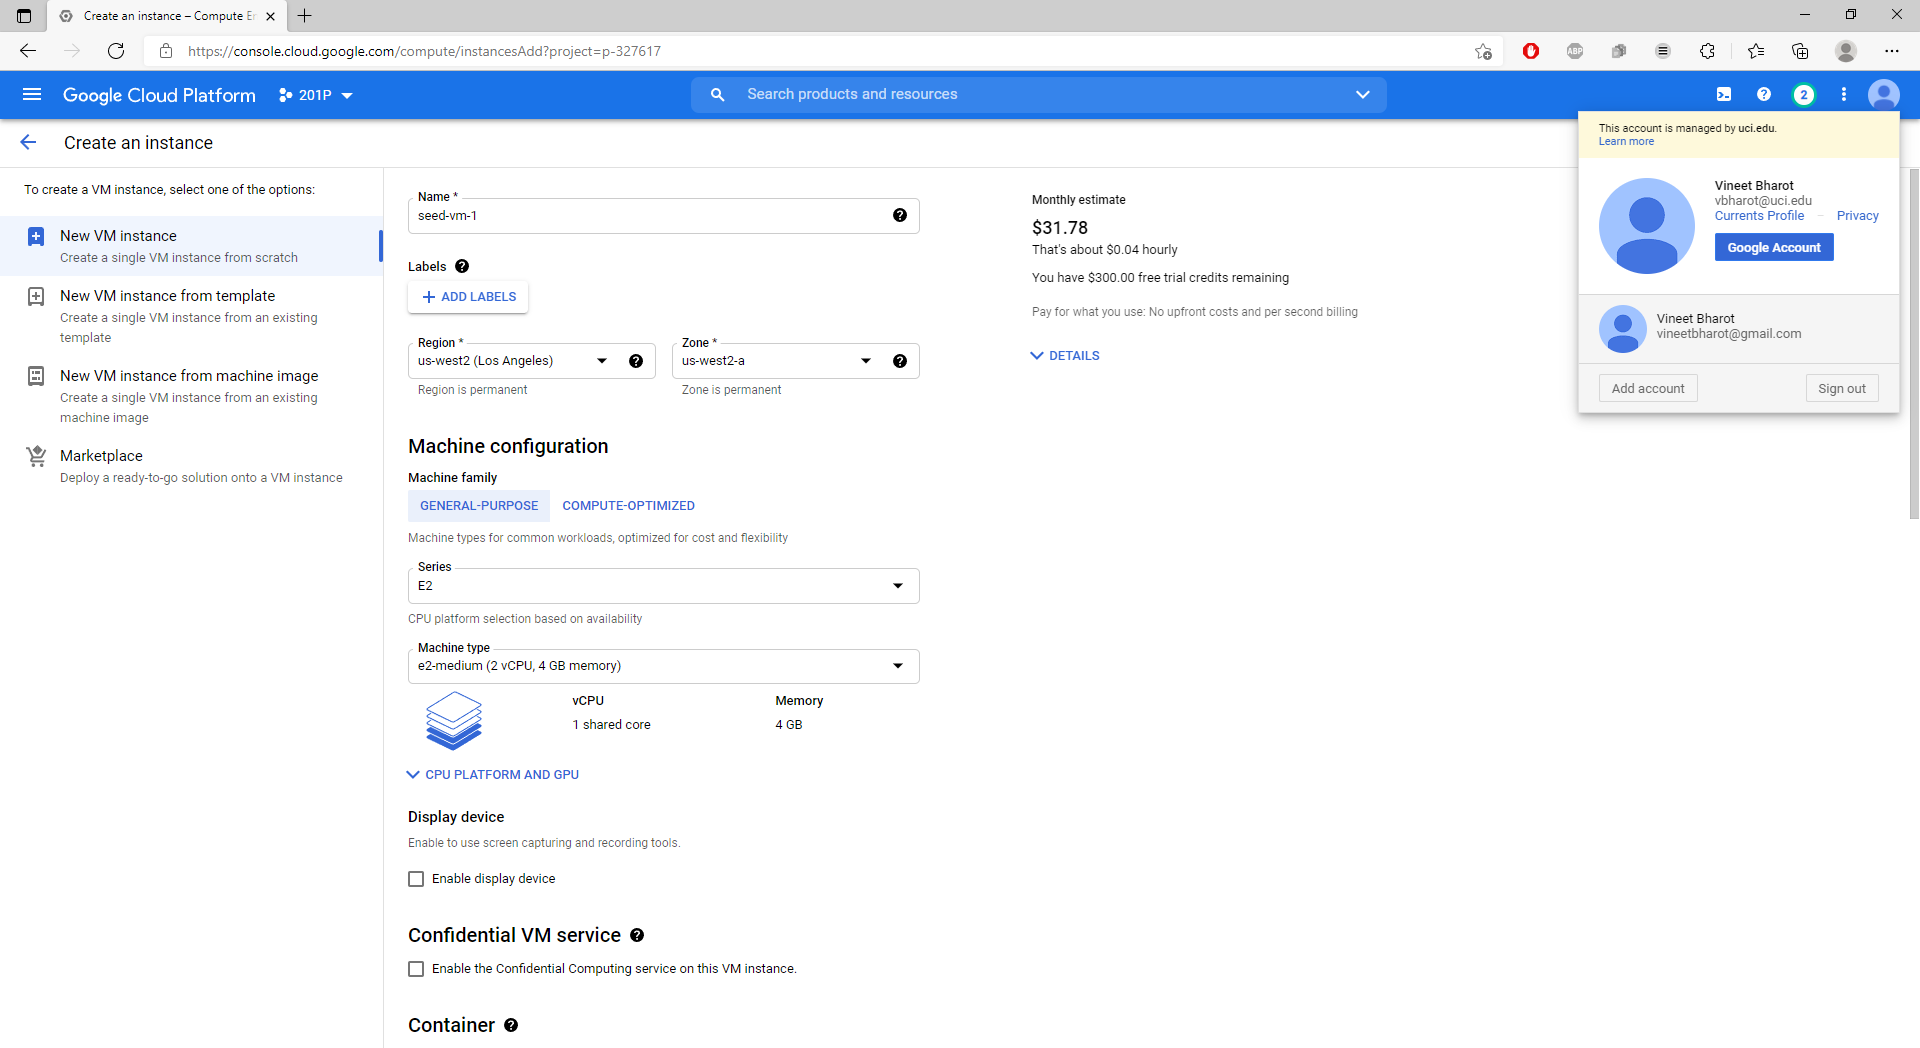 Create an instance – Compute En
https://console.cloud.google.com/compute/instancesAdd?project=p-327617
ABP
Google Cloud Platform
201P
Search products and resources
2
Create an instance
This account is managed by uci.edu.
Learn more
Vineet Bharot
vbharot@uci.edu
Currents Profile – Privacy
Google Account
Vineet Bharot
vineetbharot@gmail.com
Add account
Sign out
To create a VM instance, select one of the options:
New VM instance
Create a single VM instance from scratch
New VM instance from template
Create a single VM instance from an existing
template
New VM instance from machine image
Create a single VM instance from an existing
machine image
Marketplace
Deploy a ready-to-go solution onto a VM instance
Name *
seed-vm-1
Labels
ADD LABELS
Region *
us-west2 (Los Angeles)
Region is permanent
Zone *
us-west2-a
Zone is permanent
Machine configuration
Machine family
GENERAL-PURPOSE
COMPUTE-OPTIMIZED
Machine types for common workloads, optimized for cost and flexibility
Series
E2
CPU platform selection based on availability
Machine type
e2-medium (2 vCPU, 4 GB memory)
vCPU
1 shared core
Memory
4 GB
CPU PLATFORM AND GPU
Display device
Enable to use screen capturing and recording tools.
Enable display device
Confidential VM service
Enable the Confidential Computing service on this VM instance.
Container
Monthly estimate
$31.78
That's about $0.04 hourly
You have $300.00 free trial credits remaining
Pay for what you use: No upfront costs and per second billing
DETAILS